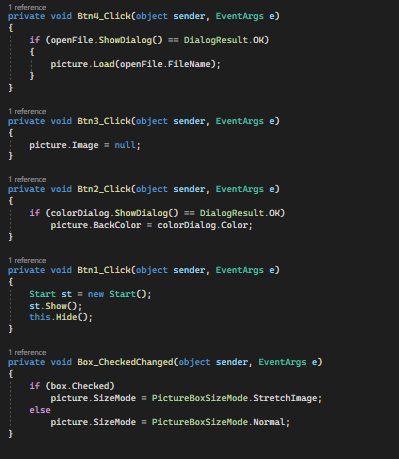 1 reference
private void Btn4_Click(object sender, EventArgs e)
{
if (openFile.ShowDialog() == DialogResult.OK)
{
picture.Load(openFile.FileName);
}
}
1 reference
private void Btn3_Click(object sender, EventArgs e)
{
picture.Image = null;
}
1 reference
private void Btn2_Click(object sender, EventArgs e)
{
if (colorDialog.ShowDialog() == DialogResult.OK)
picture.BackColor = colorDialog.Color;
}
1 reference
private void Btn1_Click(object sender, EventArgs e)
{
Start st = new Start();
st.Show();
this.Hide();
}
1 reference
private void Box_CheckedChanged(object sender, EventArgs e)
{
if (box.Checked)
picture.SizeMode = PictureBoxSizeMode.StretchImage;
else
picture.SizeMode = PictureBoxSizeMode.Normal;
}